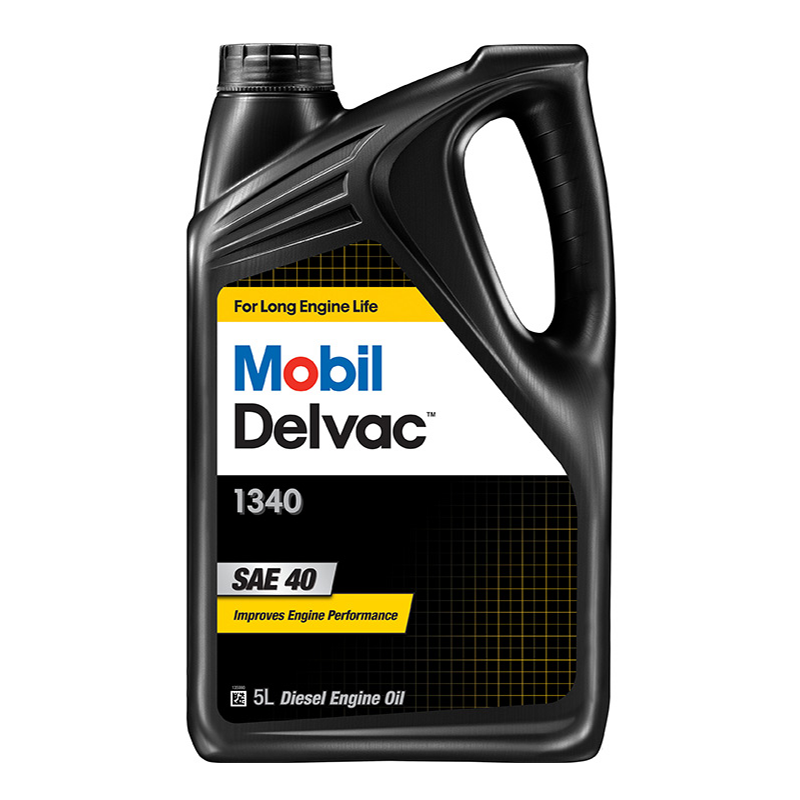 For Long Engine Life
Mobil
Delvac™
1340
SAE 40
Improves Engine Performance
5L Diesel Engine Oil